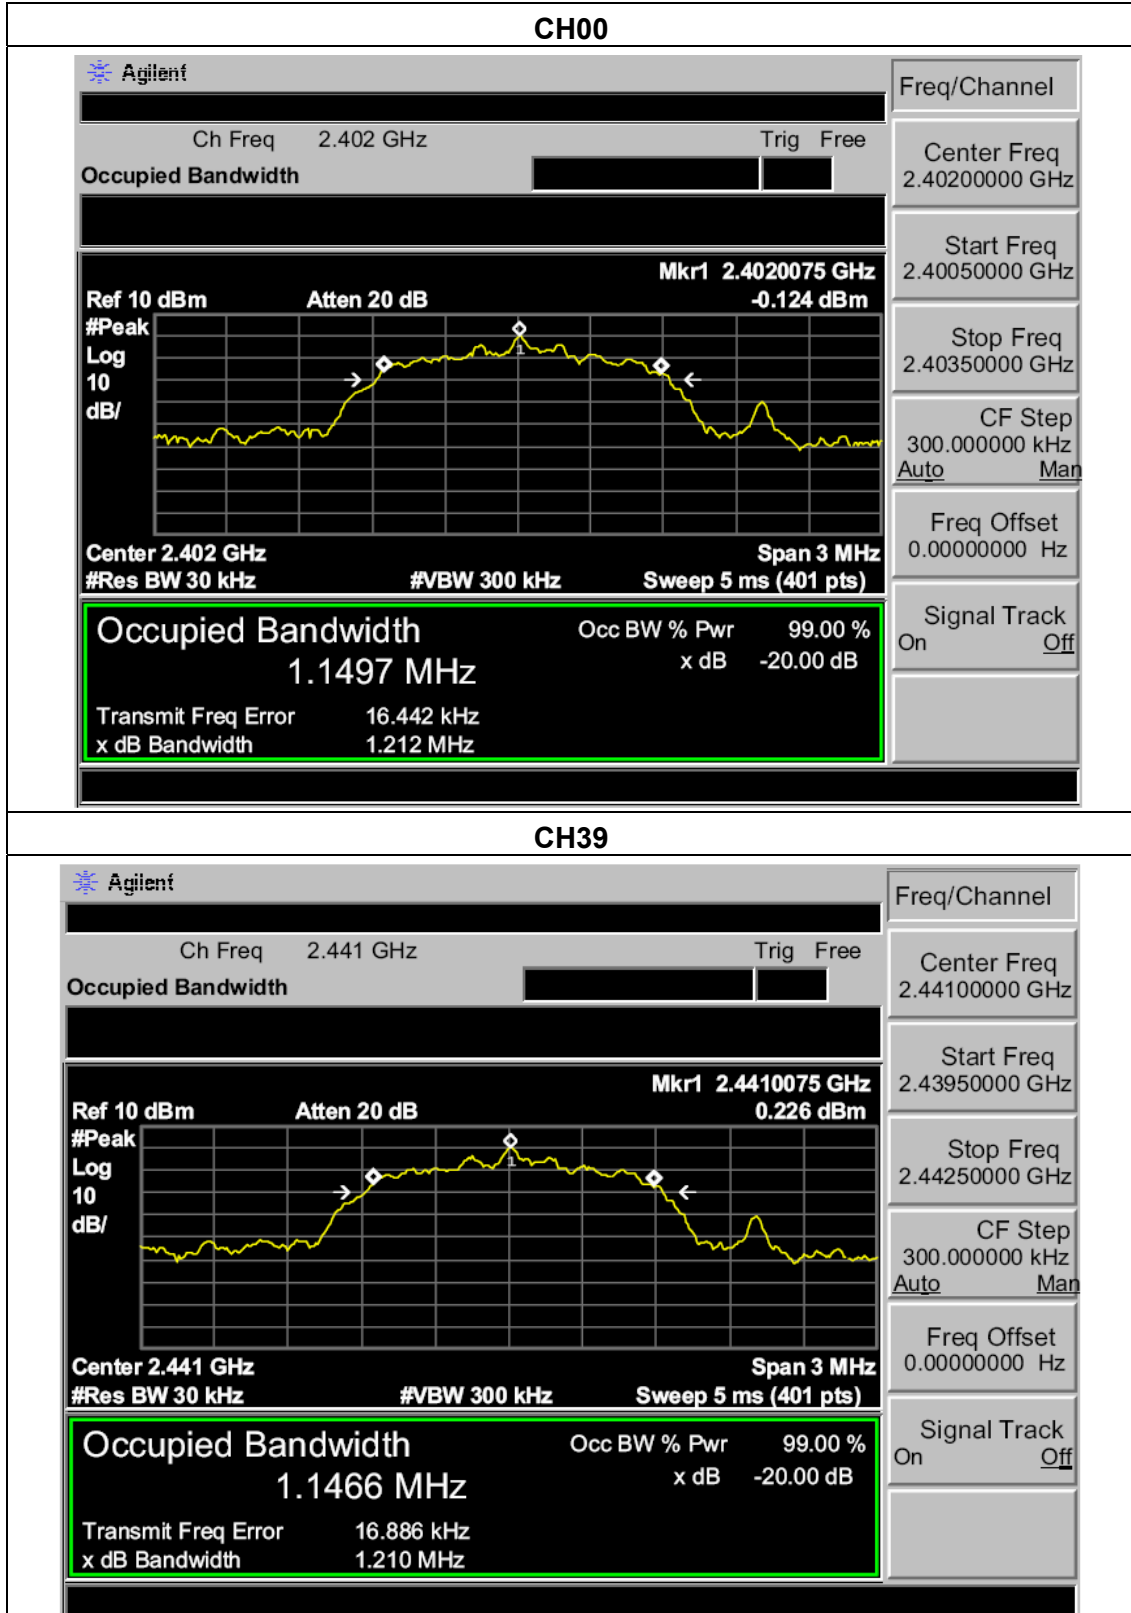 CH00
Agilent
Freq/Channel
Ch Freq 2.402 GHz Trig Free
Occupied Bandwidth
Center Freq
2.40200000 GHz
Start Freq
2.40050000 GHz
Stop Freq
2.40350000 GHz
CF Step
300.000000 kHz
Auto Man
Freq Offset
0.00000000 Hz
Signal Track
On Off
Mkr1 2.4020075 GHz
Ref 10 dBm Atten 20 dB -0.124 dBm
#Peak
Log
10
dB/
1
Center 2.402 GHz Span 3 MHz
#Res BW 30 kHz #VBW 300 kHz Sweep 5 ms (401 pts)
Occupied Bandwidth Occ BW % Pwr 99.00 %
1.1497 MHz x dB -20.00 dB
Transmit Freq Error 16.442 kHz
x dB Bandwidth 1.212 MHz
CH39
Agilent
Freq/Channel
Ch Freq 2.441 GHz Trig Free
Occupied Bandwidth
Center Freq
2.44100000 GHz
Start Freq
2.43950000 GHz
Stop Freq
2.44250000 GHz
CF Step
300.000000 kHz
Auto Man
Freq Offset
0.00000000 Hz
Signal Track
On Off
Mkr1 2.4410075 GHz
Ref 10 dBm Atten 20 dB 0.226 dBm
#Peak
Log
10
dB/
1
Center 2.441 GHz Span 3 MHz
#Res BW 30 kHz #VBW 300 kHz Sweep 5 ms (401 pts)
Occupied Bandwidth Occ BW % Pwr 99.00 %
1.1466 MHz x dB -20.00 dB
Transmit Freq Error 16.886 kHz
x dB Bandwidth 1.210 MHz